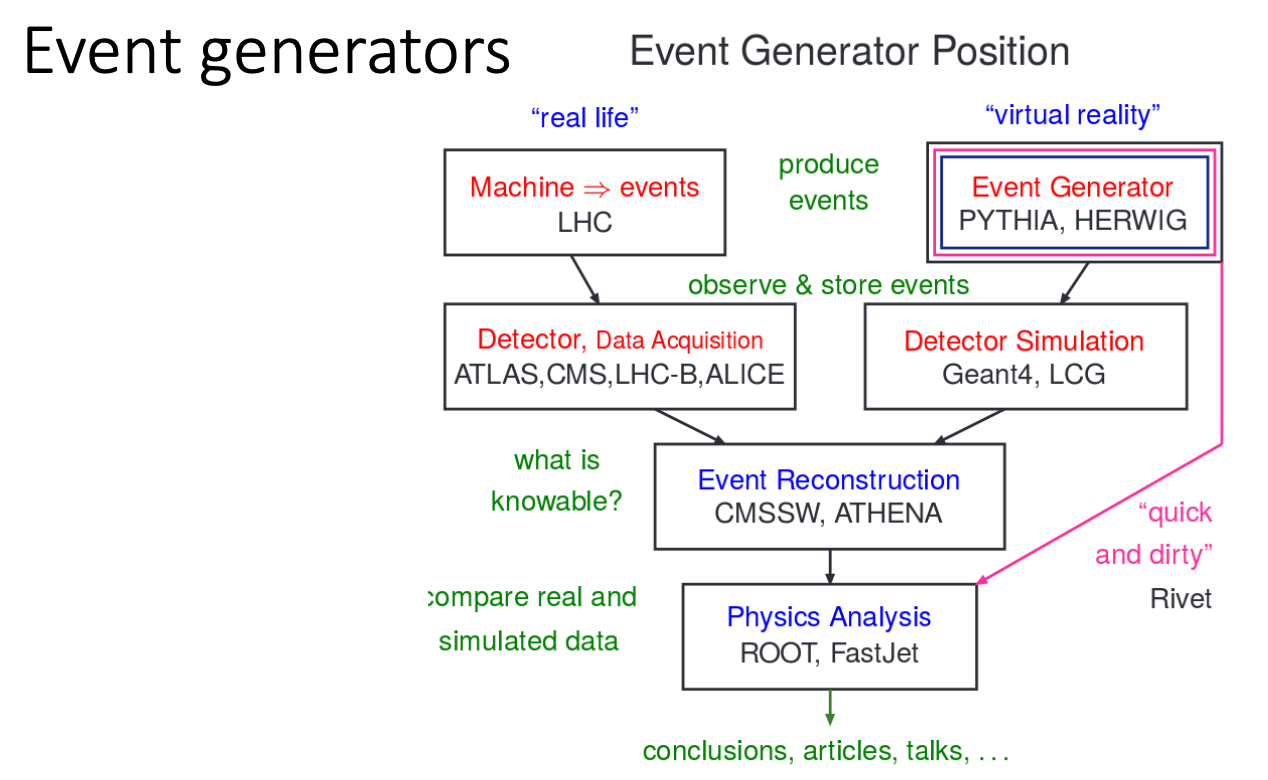 Event generators
Event Generator Position
“real life”
“virtual reality”
Machine ⇒ events
LHC
produce
events
Event Generator
PYTHIA, HERWIG
observe & store events
Detector, Data Acquisition
ATLAS,CMS,LHC-B,ALICE
Detector Simulation
Geant4, LCG
what is
knowable?
Event Reconstruction
CMSSW, ATHENA
“quick
and dirty”
Rivet
compare real and
simulated data
Physics Analysis
ROOT, FastJet
conclusions, articles, talks, . . .